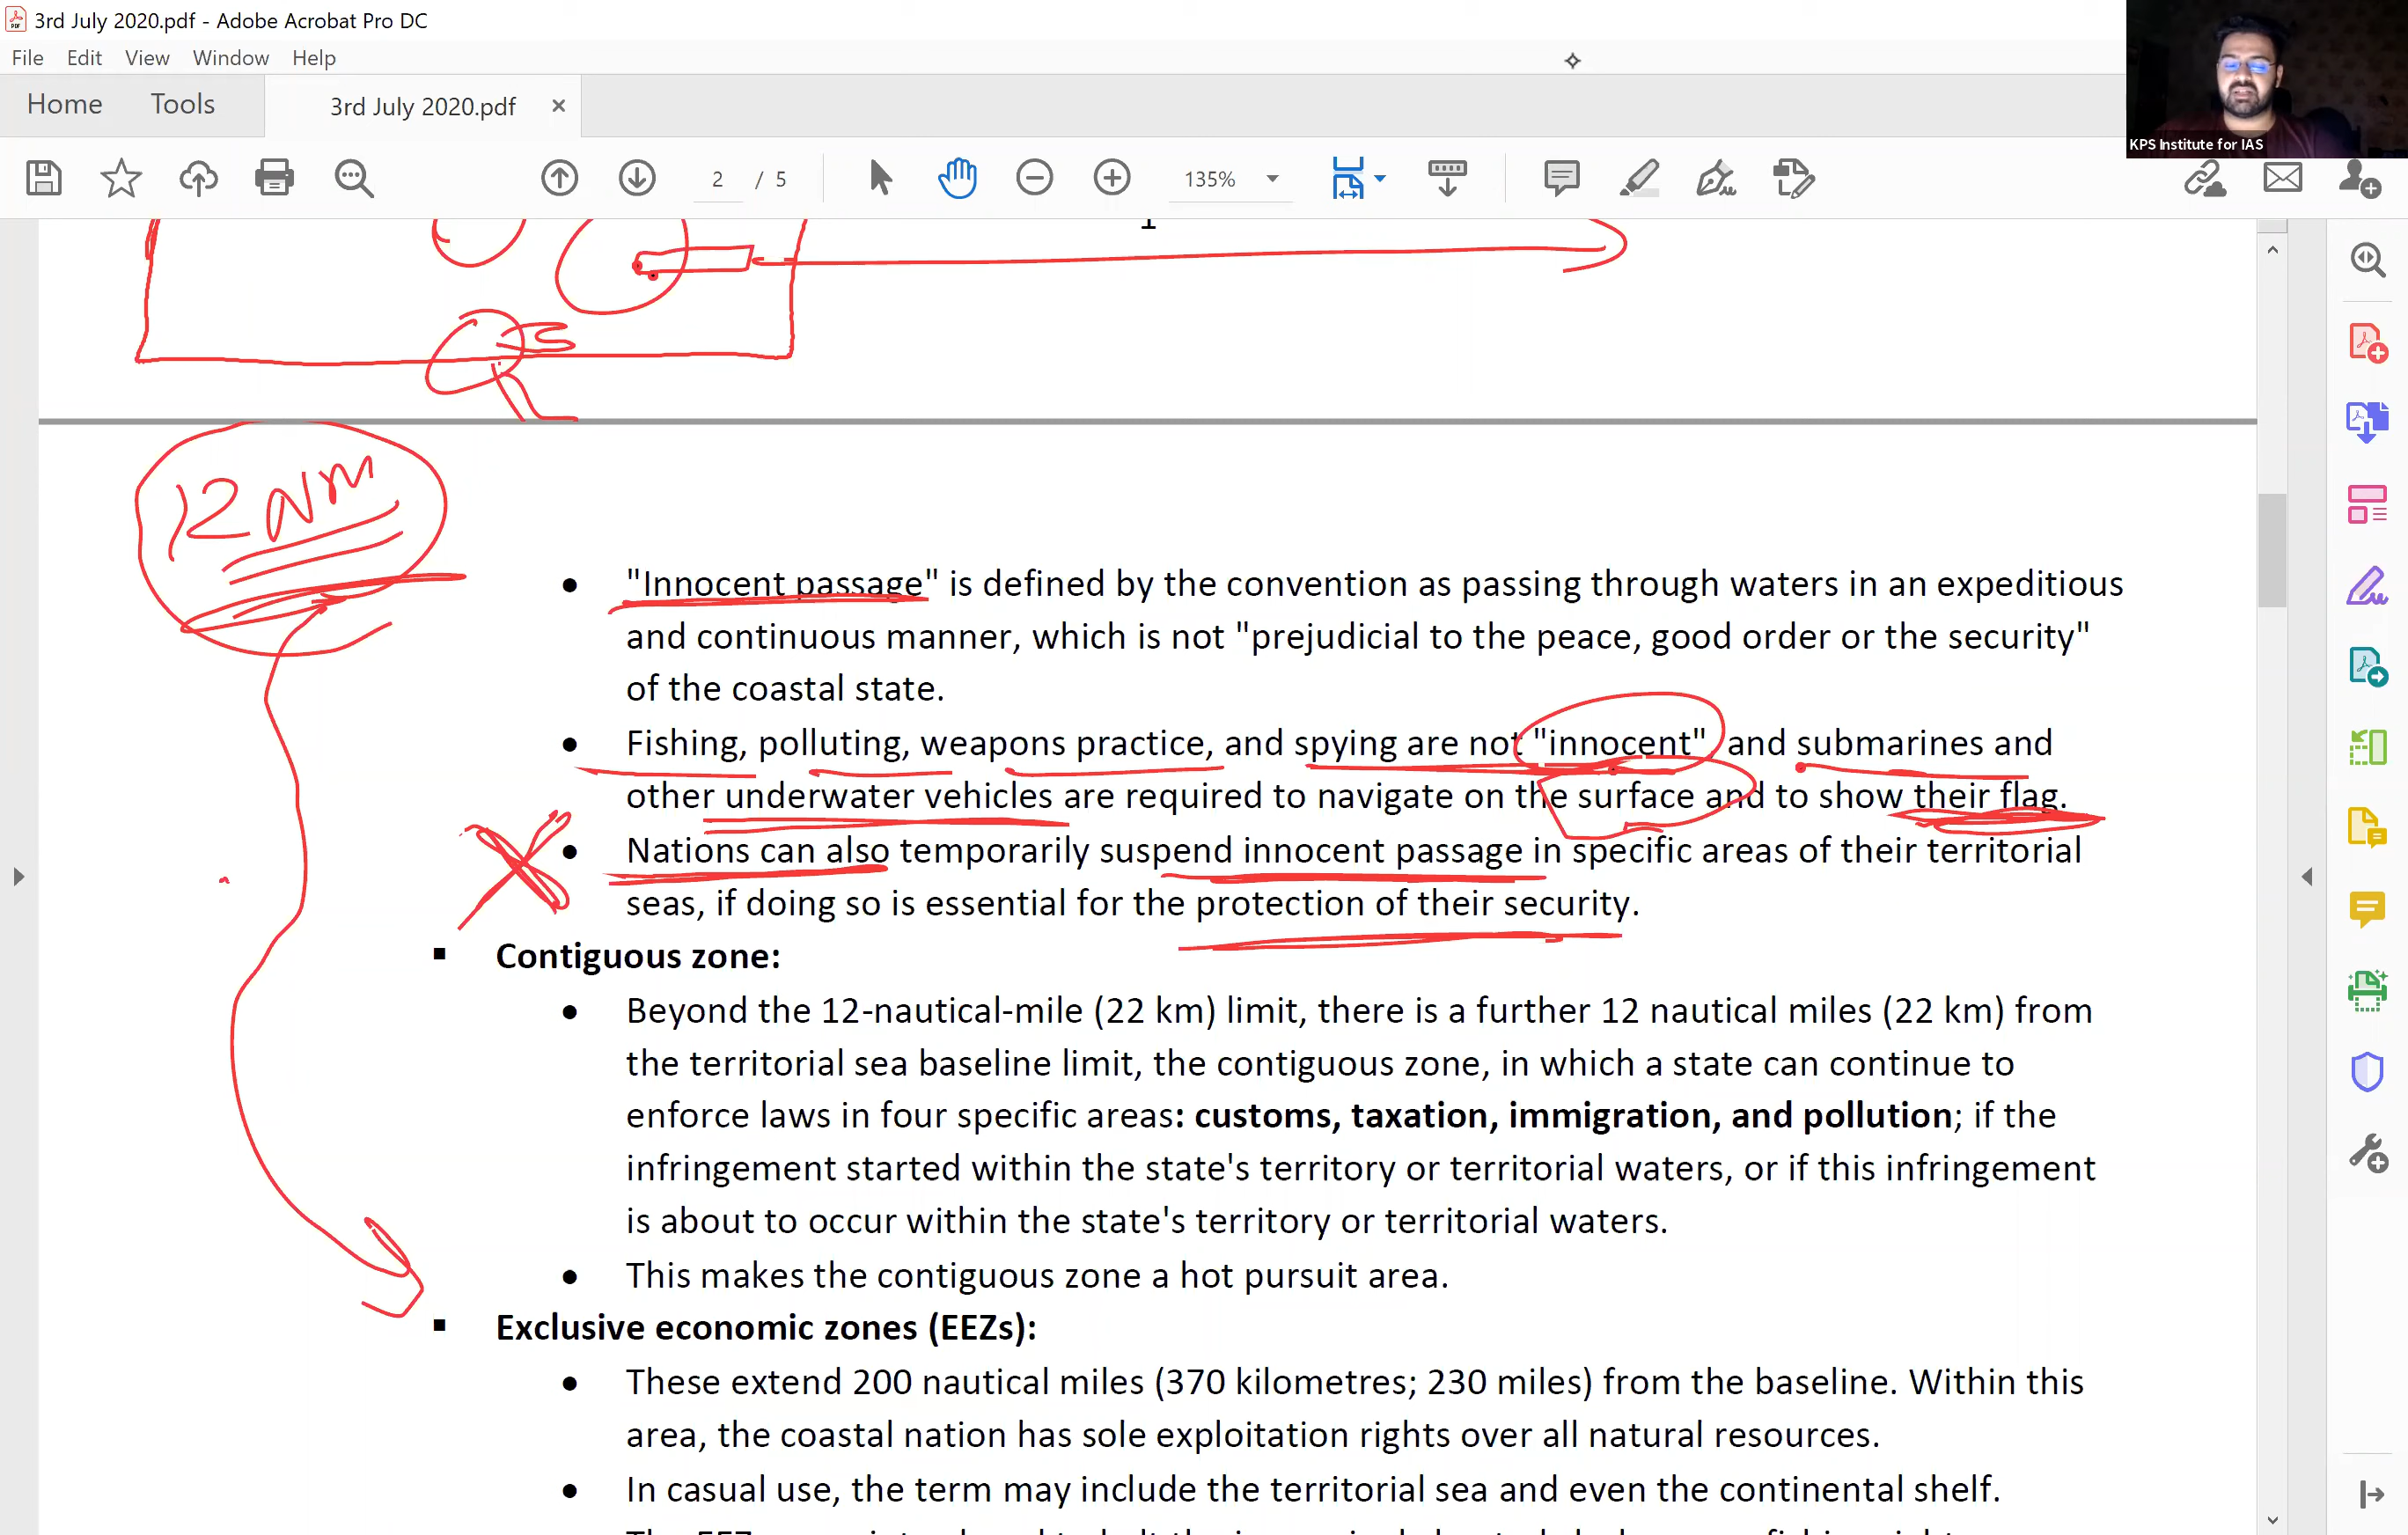 3rd July 2020.pdf - Adobe Acrobat Pro DC
File Edit View Window Help
Home Tools 3rd July 2020.pdf ×
2 / 5 135%
KPS Institute for IAS
12 NM
"Innocent passage" is defined by the convention as passing through waters in an expeditious
and continuous manner, which is not "prejudicial to the peace, good order or the security"
of the coastal state.
Fishing, polluting, weapons practice, and spying are not "innocent", and submarines and
other underwater vehicles are required to navigate on the surface and to show their flag.
Nations can also temporarily suspend innocent passage in specific areas of their territorial
seas, if doing so is essential for the protection of their security.
Contiguous zone:
Beyond the 12-nautical-mile (22 km) limit, there is a further 12 nautical miles (22 km) from
the territorial sea baseline limit, the contiguous zone, in which a state can continue to
enforce laws in four specific areas: customs, taxation, immigration, and pollution; if the
infringement started within the state's territory or territorial waters, or if this infringement
is about to occur within the state's territory or territorial waters.
This makes the contiguous zone a hot pursuit area.
Exclusive economic zones (EEZs):
These extend 200 nautical miles (370 kilometres; 230 miles) from the baseline. Within this
area, the coastal nation has sole exploitation rights over all natural resources.
In casual use, the term may include the territorial sea and even the continental shelf.